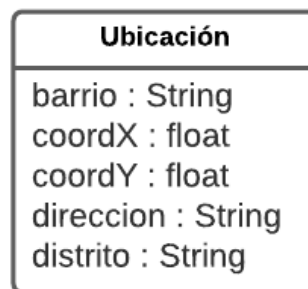 Ubicación
barrio : String
coordX : float
coordY : float
direccion : String
distrito : String